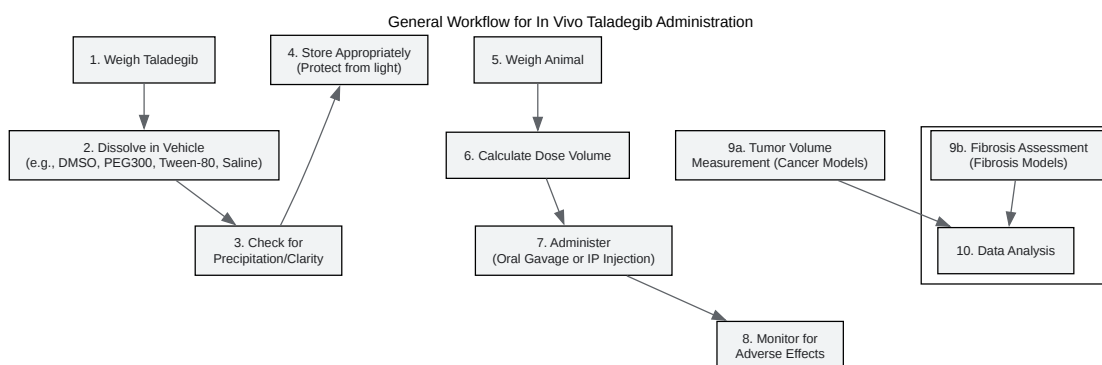 General Workflow for In Vivo Taladegib Administration
1. Weigh Taladegib
2. Dissolve in Vehicle
(e.g., DMSO, PEG300, Tween-80, Saline)
3. Check for
Precipitation/Clarity
4. Store Appropriately
(Protect from light)
5. Weigh Animal
6. Calculate Dose Volume
7. Administer
(Oral Gavage or IP Injection)
8. Monitor for
Adverse Effects
9a. Tumor Volume
Measurement (Cancer Models)
9b. Fibrosis Assessment
(Fibrosis Models)
10. Data Analysis